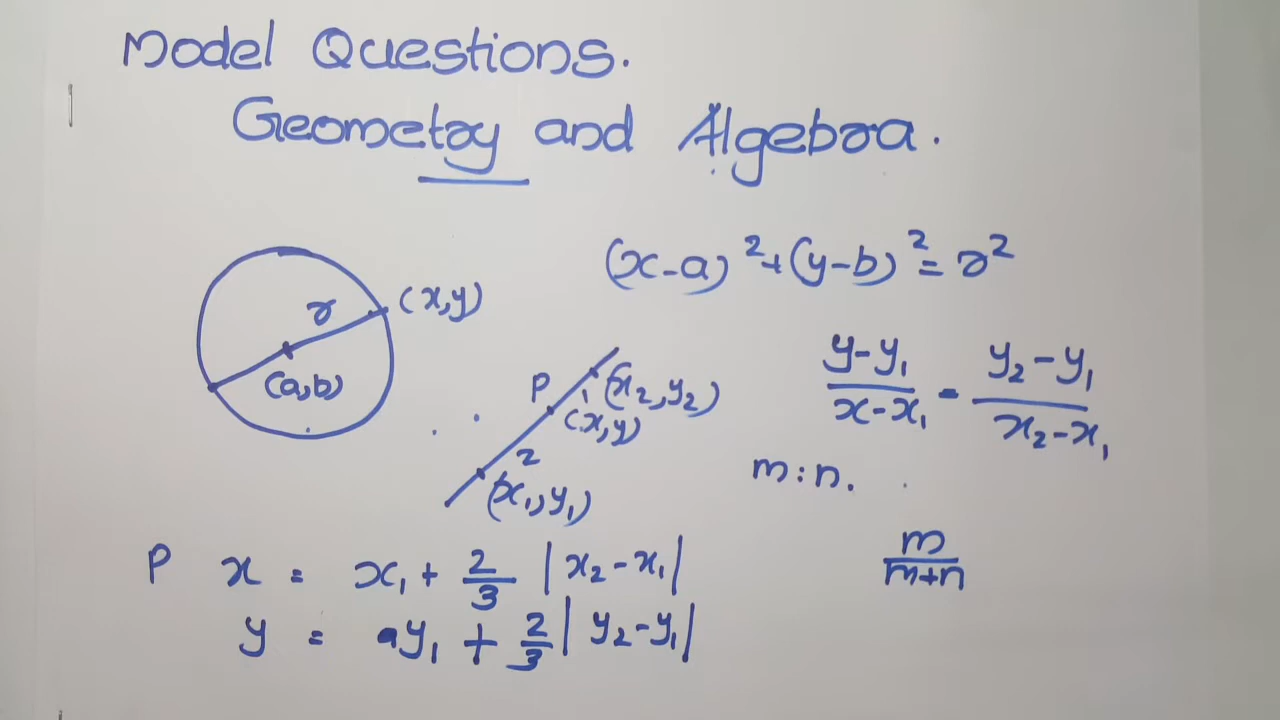 Model Questions.
Geometry and Algebra.
(x-a)² + (y-b)² = r²
r
(x,y)
(a,b)
P
(x₂,y₂)
(x,y)
2
(x₁,y₁)
y-y₁ / x-x₁ = y₂-y₁ / x₂-x₁
m:n.
P x = x₁ + 2/3 |x₂-x₁|
m/m+n
y = y₁ + 2/3 |y₂-y₁|